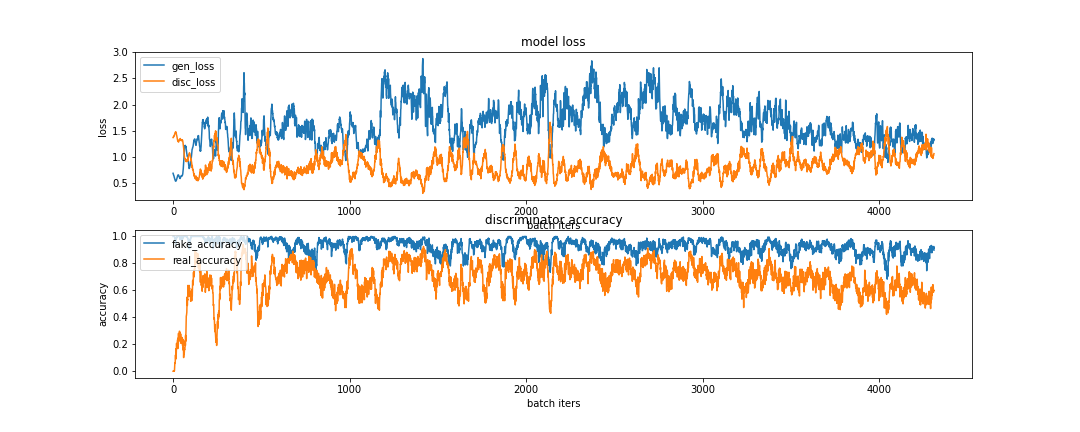 model loss
3.0
2.5
2.0
1.5
1.0
0.5
loss
gen_loss
disc_loss
0 1000 2000 3000 4000
batch iters
discriminator accuracy
1.0
0.8
0.6
0.4
0.2
0.0
accuracy
fake_accuracy
real_accuracy
0 1000 2000 3000 4000
batch iters